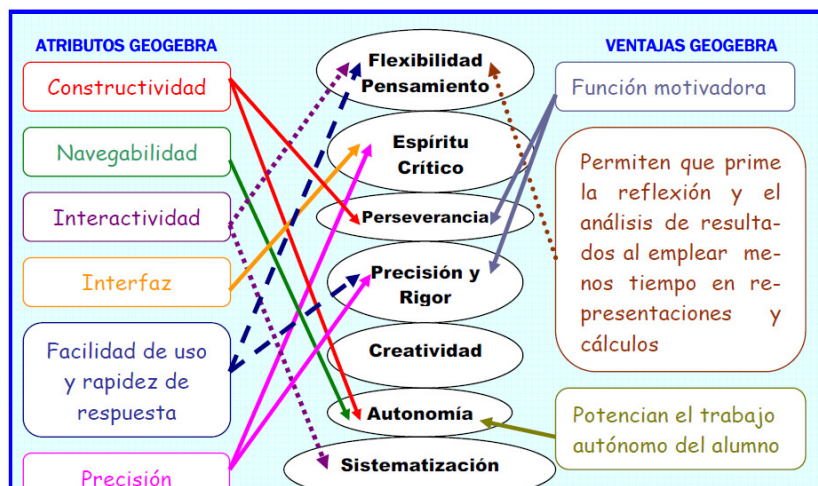 ATRIBUTOS GEOGEBRA
Constructividad
Navegabilidad
Interactividad
Interfaz
Facilidad de uso
y rapidez de
respuesta
Precisión
Flexibilidad
Pensamiento
Espíritu
Crítico
Perseverancia
Precisión y
Rigor
Creatividad
Autonomía
Sistematización
VENTAJAS GEOGEBRA
Función motivadora
Permiten que prime
la reflexión y el
análisis de resulta-
dos al emplear me-
nos tiempo en re-
presentaciones y
cálculos
Potencian el trabajo
autónomo del alumno